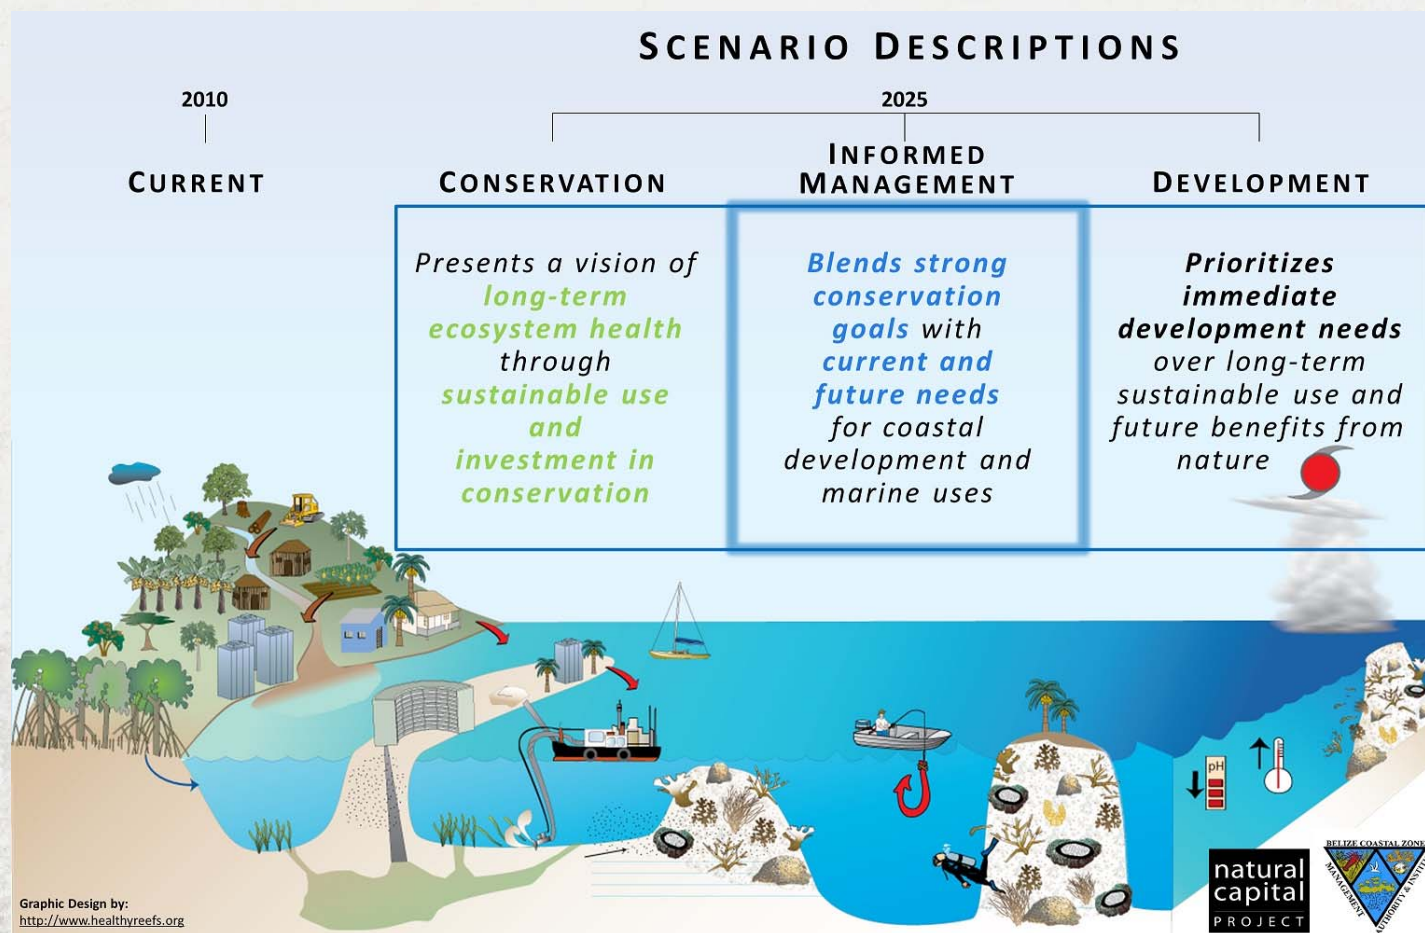 SCENARIO DESCRIPTIONS
2010
2025
CURRENT
CONSERVATION
INFORMED
MANAGEMENT
DEVELOPMENT
Presents a vision of
long-term
ecosystem health
through
sustainable use
and
investment in
conservation
Blends strong
conservation
goals with
current and
future needs
for coastal
development and
marine uses
Prioritizes
immediate
development needs
over long-term
sustainable use and
future benefits from
nature
pH
Graphic Design by:
http://www.healthyreefs.org
natural
capital
PROJECT
BELIZE COASTAL ZONE
MANAGEMENT
AUTHORITY &